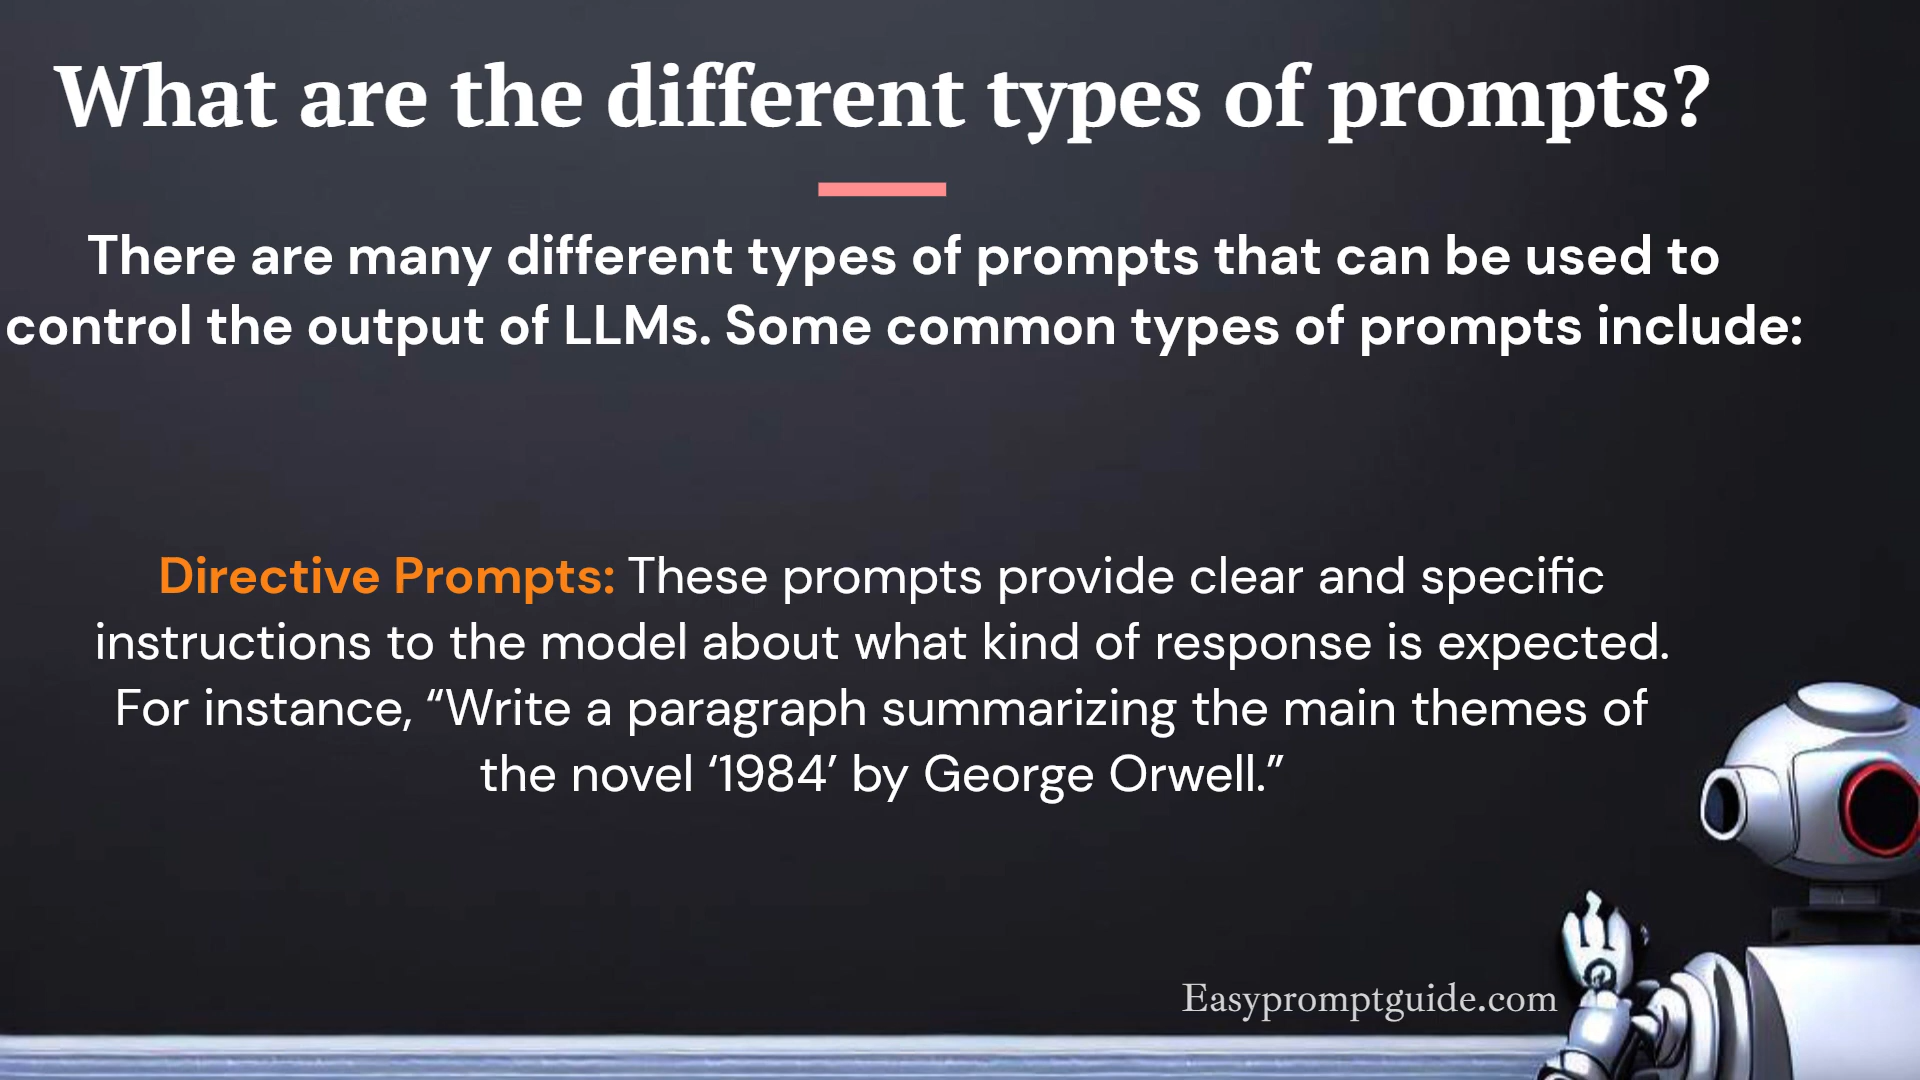 What are the different types of prompts?
There are many different types of prompts that can be used to
control the output of LLMs. Some common types of prompts include:
Directive Prompts: These prompts provide clear and specific
instructions to the model about what kind of response is expected.
For instance, “Write a paragraph summarizing the main themes of
the novel ‘1984’ by George Orwell.”
Easypromptguide.com